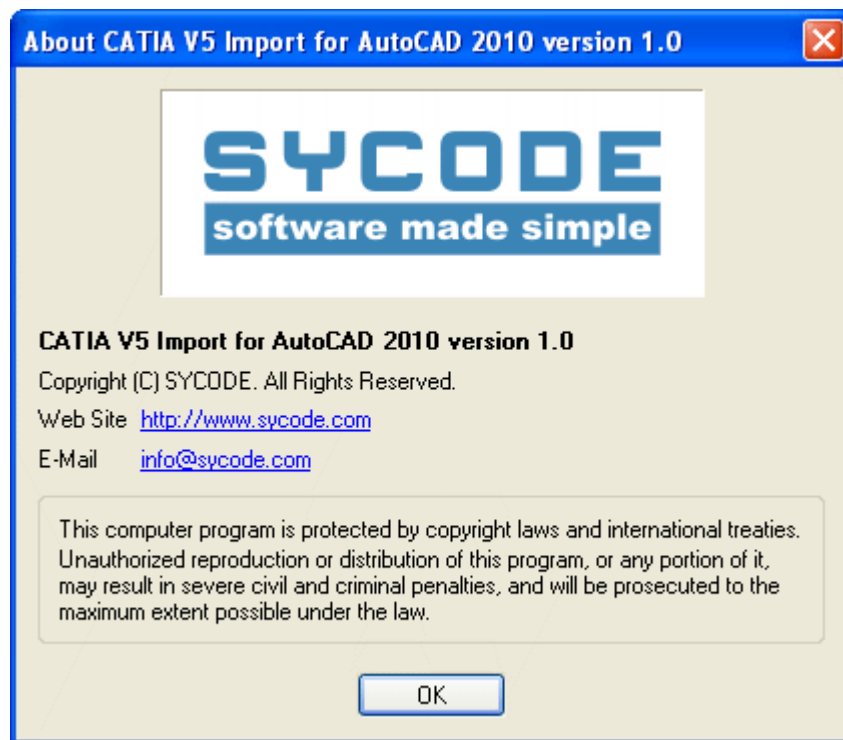 About CATIA V5 Import for AutoCAD 2010 version 1.0
SYCODE
software made simple
CATIA V5 Import for AutoCAD 2010 version 1.0
Copyright (C) SYCODE. All Rights Reserved.
Web Site http://www.sycode.com
E-Mail info@sycode.com
This computer program is protected by copyright laws and international treaties.
Unauthorized reproduction or distribution of this program, or any portion of it,
may result in severe civil and criminal penalties, and will be prosecuted to the
maximum extent possible under the law.
OK